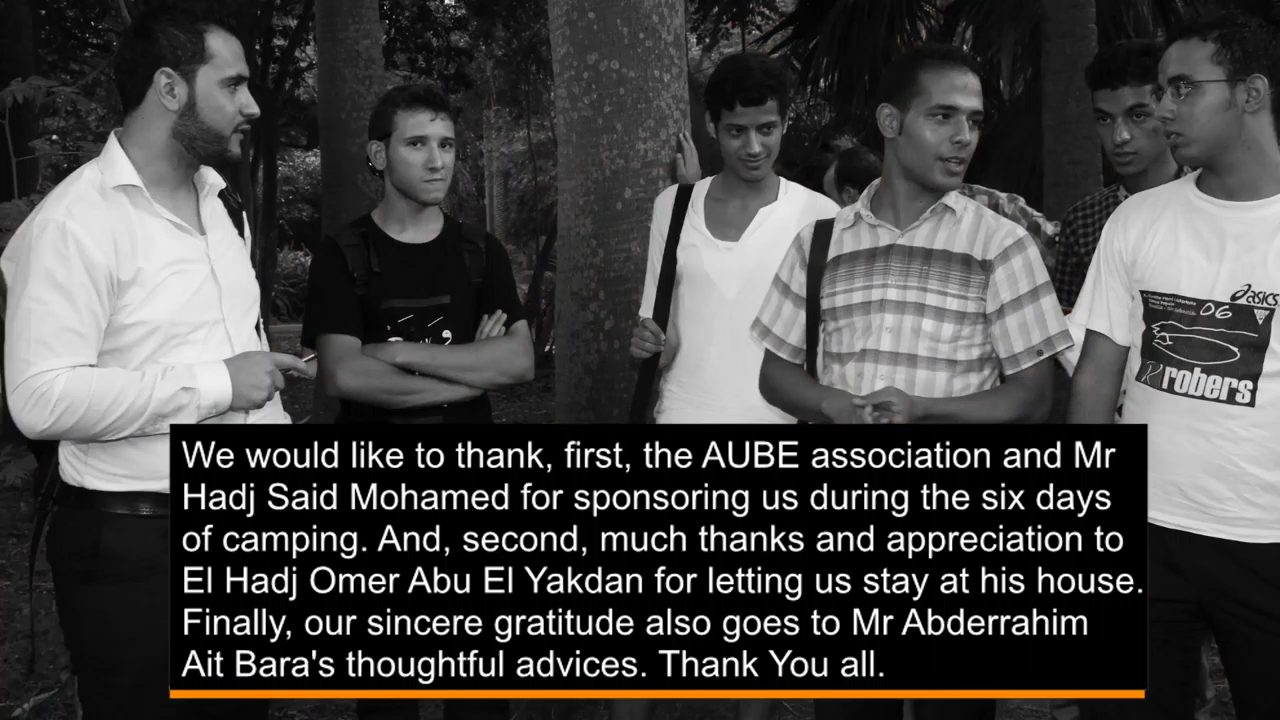 asics
06
robers
We would like to thank, first, the AUBE association and Mr
Hadj Said Mohamed for sponsoring us during the six days
of camping. And, second, much thanks and appreciation to
El Hadj Omer Abu El Yakdan for letting us stay at his house.
Finally, our sincere gratitude also goes to Mr Abderrahim
Ait Bara's thoughtful advices. Thank You all.